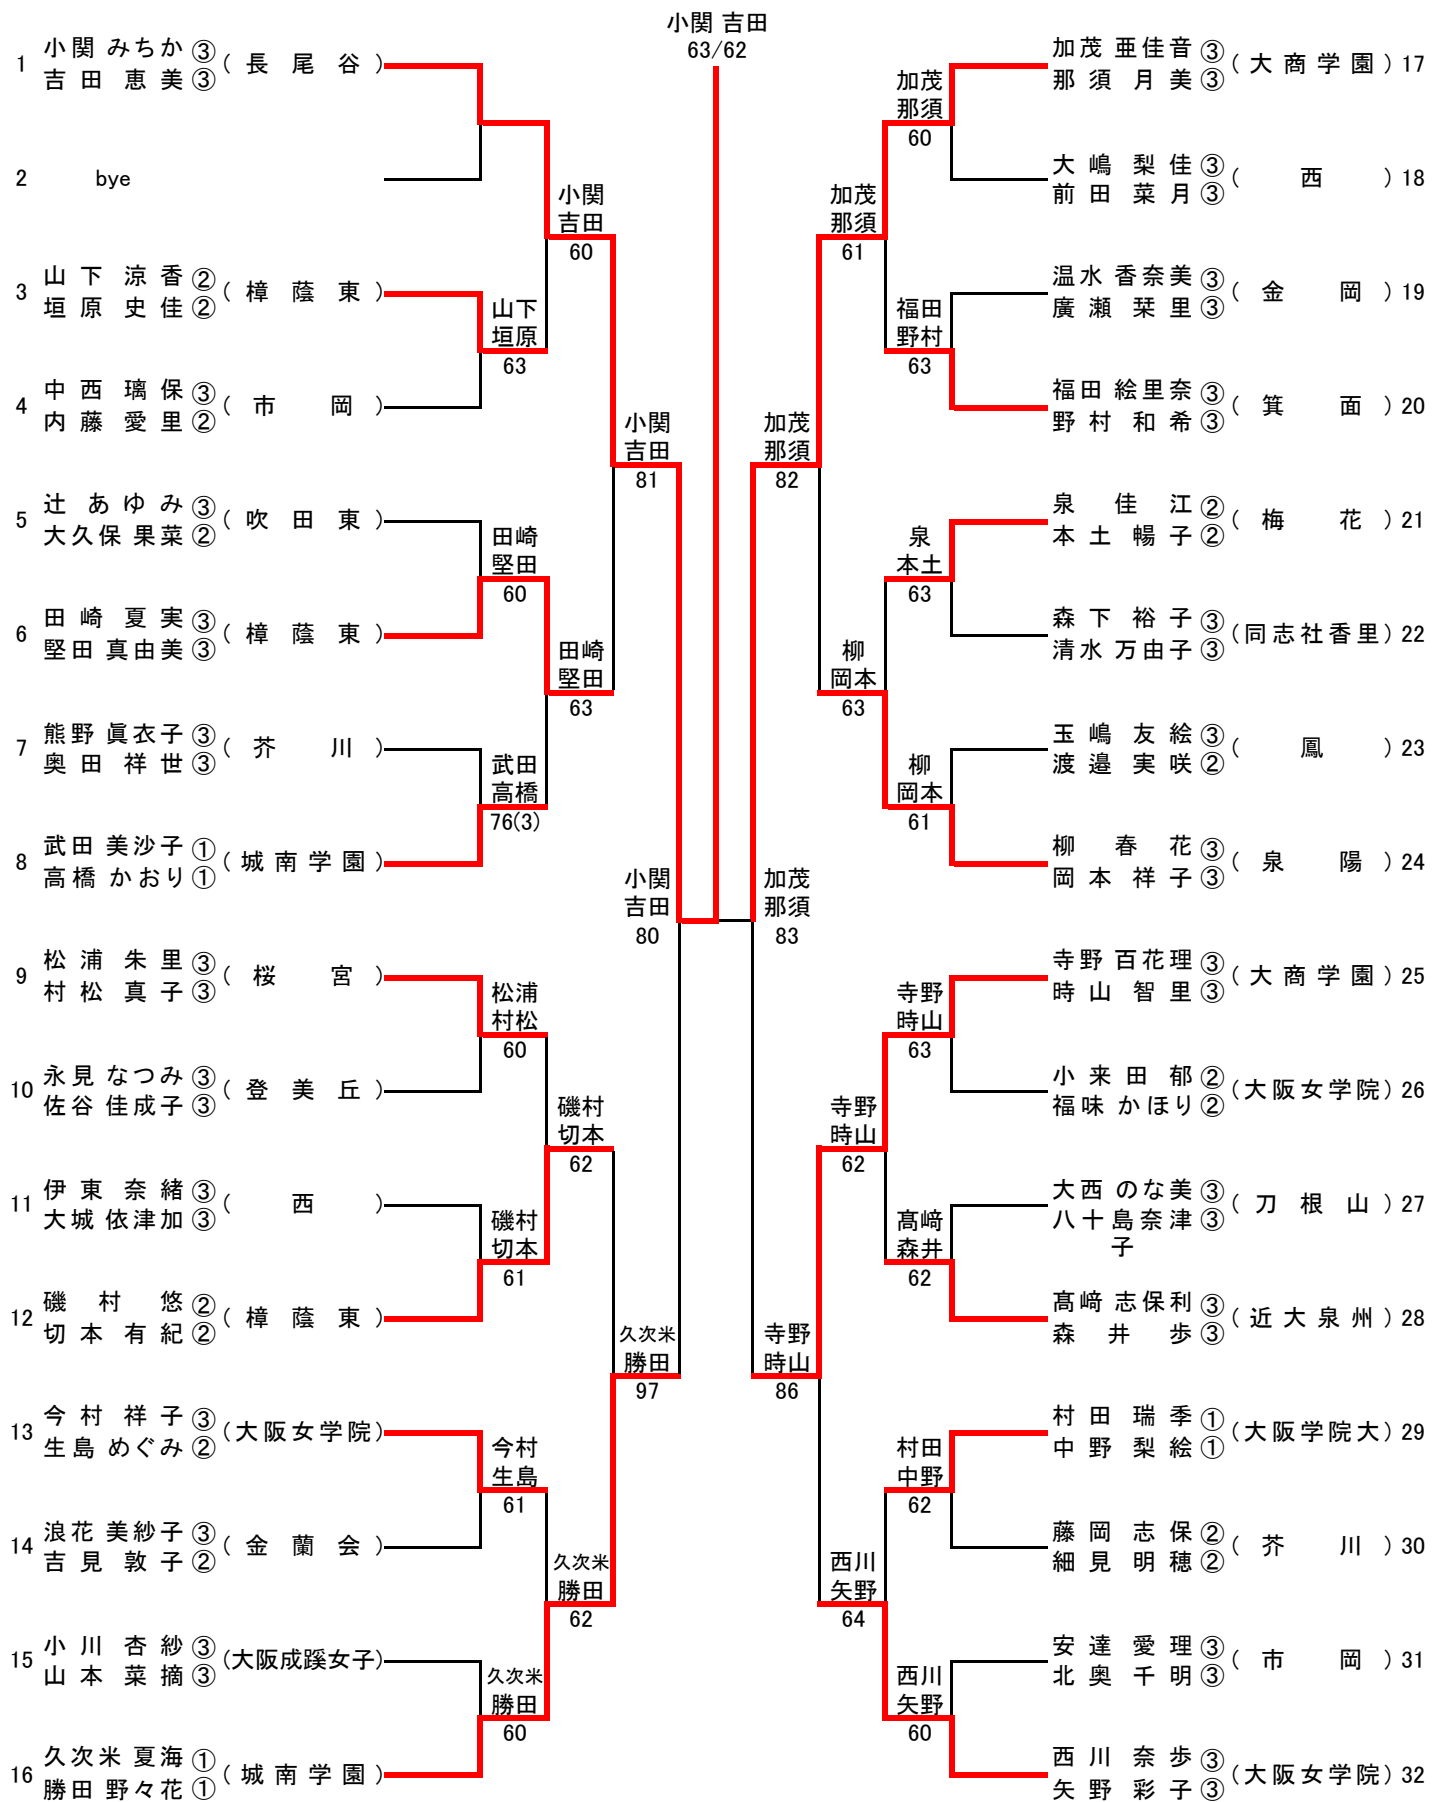 小関 吉田
63/62
1 小関 みちか ③ ( 長 尾 谷 )
吉 田 恵 美 ③
2 bye
3 山 下 涼 香 ② ( 樟 蔭 東 )
垣 原 史 佳 ②
4 中 西 璃 保 ③ ( 市 岡 )
内 藤 愛 里 ②
5 辻 あ ゆ み ③ ( 吹 田 東 )
大久保 果菜 ②
6 田 崎 夏 実 ③ ( 樟 蔭 東 )
堅田 真由美 ③
7 熊野 眞衣子 ③ ( 芥 川 )
奥 田 祥 世 ③
8 武田 美沙子 ① ( 城 南 学 園 )
高橋 かおり ①
9 松 浦 朱 里 ③ ( 桜 宮 )
村 松 真 子 ③
10 永見 なつみ ③ ( 登 美 丘 )
佐谷 佳成子 ③
11 伊 東 奈 緒 ③ ( 西 )
大城 依津加 ③
12 磯 村 悠 ② ( 樟 蔭 東 )
切 本 有 紀 ②
13 今 村 祥 子 ③ (大阪女学院)
生島 めぐみ ②
14 浪花 美紗子 ③ ( 金 蘭 会 )
吉 見 敦 子 ②
15 小 川 杏 紗 ③ (大阪成蹊女子)
山 本 菜 摘 ③
16 久次米 夏海 ① ( 城 南 学 園 )
勝田 野々花 ①
山下
垣原
63
田崎
堅田
60
武田
高橋
76(3)
松浦
村松
60
磯村
切本
61
今村
生島
61
久次米
勝田
60
小関
吉田
60
田崎
堅田
63
磯村
切本
62
久次米
勝田
62
小関
吉田
81
久次米
勝田
97
小関
吉田
80
加茂
那須
83
加茂
那須
82
寺野
時山
86
加茂
那須
61
柳
岡本
63
寺野
時山
62
西川
矢野
64
加茂
那須
60
福田
野村
63
泉
本土
63
柳
岡本
61
寺野
時山
63
髙﨑
森井
62
村田
中野
62
西川
矢野
60
加茂 亜佳音 ③ ( 大 商 学 園 ) 17
那 須 月 美 ③
大 嶋 梨 佳 ③ ( 西 ) 18
前 田 菜 月 ③
温水 香奈美 ③ ( 金 岡 ) 19
廣 瀬 栞 里 ③
福田 絵里奈 ③ ( 箕 面 ) 20
野 村 和 希 ③
泉 佳 江 ② ( 梅 花 ) 21
本 土 暢 子 ②
森 下 裕 子 ③ (同志社香里) 22
清水 万由子 ③
玉 嶋 友 絵 ③ ( 鳳 ) 23
渡 邉 実 咲 ②
柳 春 花 ③ ( 泉 陽 ) 24
岡 本 祥 子 ③
寺野 百花理 ③ ( 大 商 学 園 ) 25
時 山 智 里 ③
小 来 田 郁 ② (大阪女学院) 26
福味 かほり ②
大西 のな美 ③ ( 刀 根 山 ) 27
八十島奈津 ③
子
髙﨑 志保利 ③ ( 近 大 泉 州 ) 28
森 井 歩 ③
村 田 瑞 季 ① (大阪学院大) 29
中 野 梨 絵 ①
藤 岡 志 保 ② ( 芥 川 ) 30
細 見 明 穂 ②
安 達 愛 理 ③ ( 市 岡 ) 31
北 奥 千 明 ③
西 川 奈 歩 ③ (大阪女学院) 32
矢 野 彩 子 ③